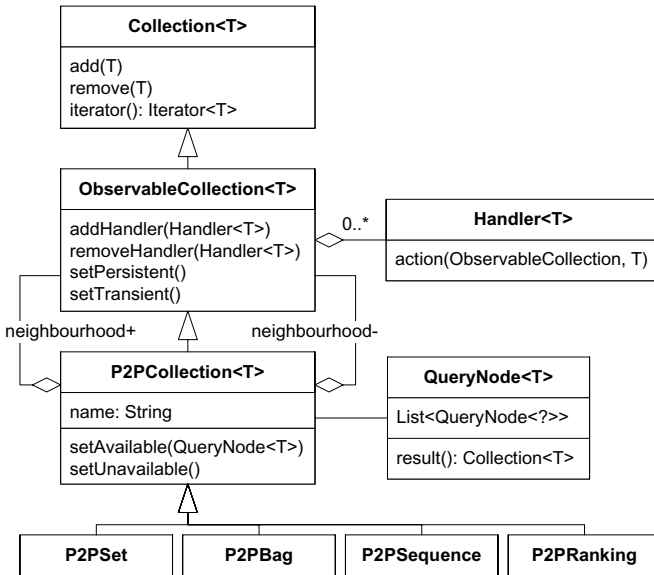 Collection<T>
add(T)
remove(T)
iterator(): Iterator<T>
ObservableCollection<T>
addHandler(Handler<T>)
removeHandler(Handler<T>)
setPersistent()
setTransient()
0..*
Handler<T>
action(ObservableCollection, T)
neighbourhood+
neighbourhood-
P2PCollection<T>
name: String
setAvailable(QueryNode<T>)
setUnavailable()
QueryNode<T>
List<QueryNode<?>>
result(): Collection<T>
P2PSet
P2PBag
P2PSequence
P2PRanking